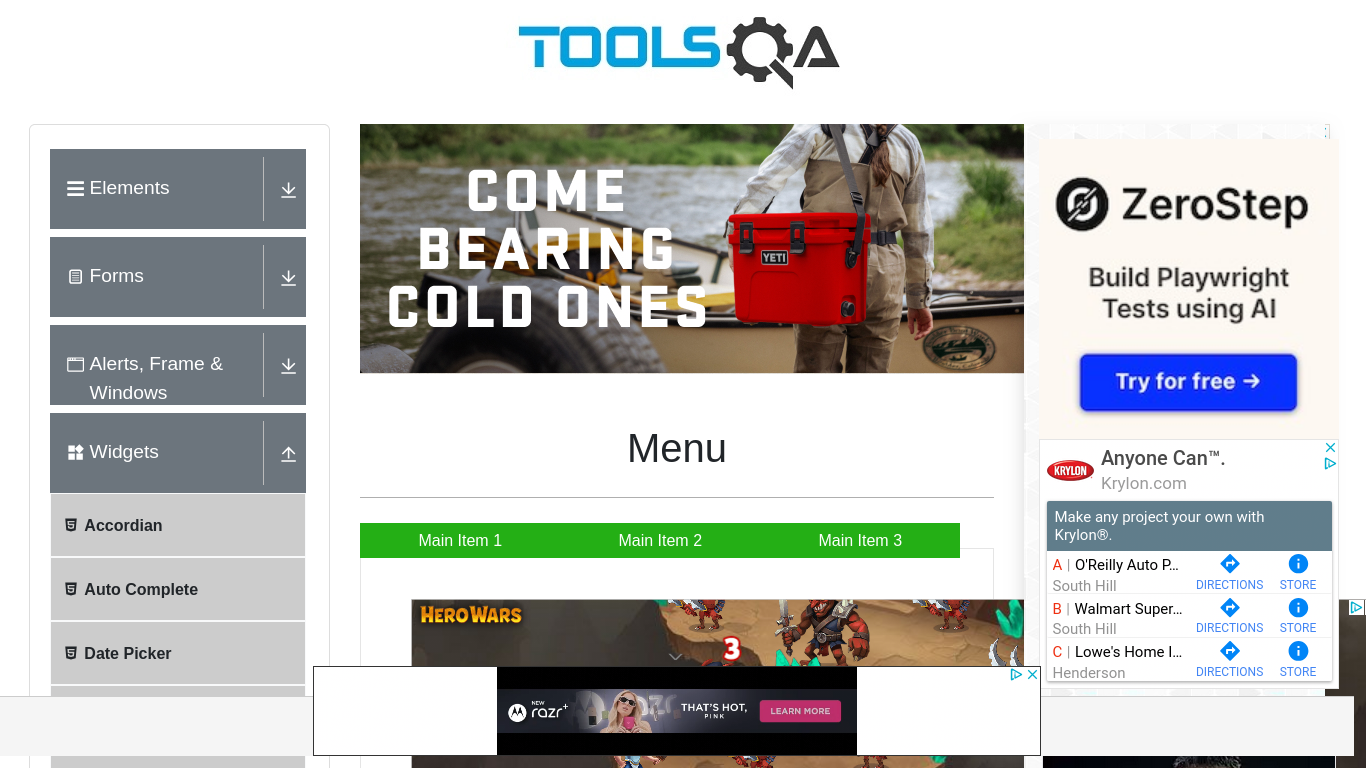 TOOLSQA
Elements
Forms
Alerts, Frame &
Windows
Widgets
Accordian
Auto Complete
Date Picker
COME
BEARING
COLD ONES
YETI
Menu
Main Item 1
Main Item 2
Main Item 3
HERO WARS
3
NEW
razr+
THAT'S HOT,
PINK
LEARN MORE
ZeroStep
Build Playwright
Tests using AI
Try for free →
KRYLON
Anyone Can™.
Krylon.com
Make any project your own with
Krylon®.
A | O'Reilly Auto P...
South Hill
DIRECTIONS
STORE
B | Walmart Super...
South Hill
DIRECTIONS
STORE
C | Lowe's Home I...
Henderson
DIRECTIONS
STORE